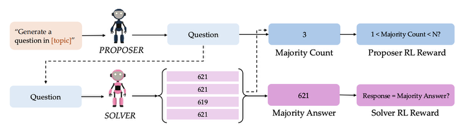 "Generate a
question in [topic]"
PROPOSER
Question
3
Majority Count
1 < Majority Count < N?
Proposer RL Reward
Question
SOLVER
621
621
619
621
621
Majority Answer
Response = Majority Answer?
Solver RL Reward